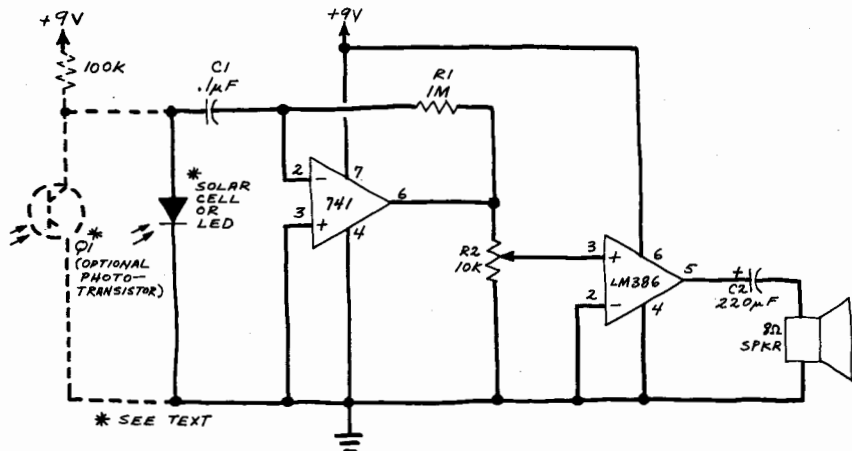 +9V
+9V
100K
C1
.1µF
R1
1M
*
SOLAR
CELL
OR
LED
2
-
7
741
6
3
+
4
Q1
*
(OPTIONAL
PHOTO-
TRANSISTOR)
R2
10K
3
+
6
LM386
5
2
-
4
+
C2
220µF
8Ω
SPKR
* SEE TEXT